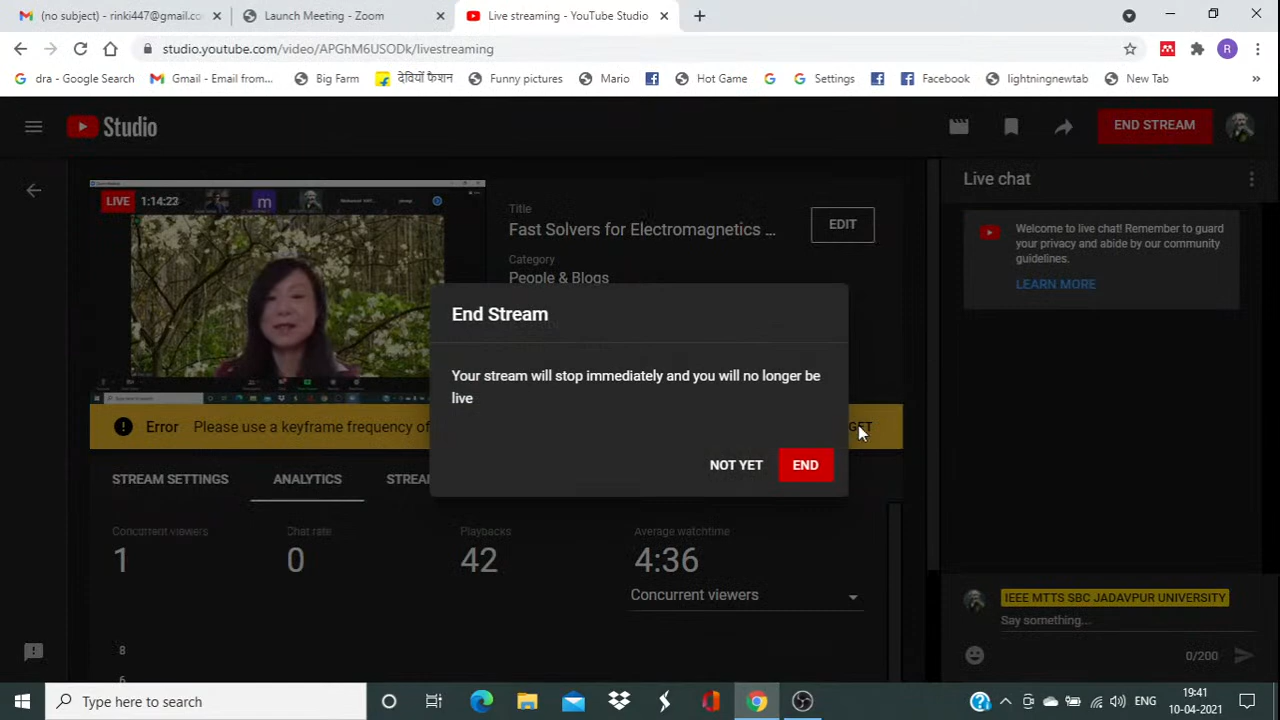 (no subject) - rinki447@gmail.co
Launch Meeting - Zoom
Live streaming - YouTube Studio
studio.youtube.com/video/APGhM6USODk/livestreaming
R
dra - Google Search
Gmail - Email from...
Big Farm
देवियों फैशन
Funny pictures
Mario
Hot Game
Settings
Facebook
lightningnewtab
New Tab
Studio
END STREAM
LIVE
1:14:23
m
Title
Fast Solvers for Electromagnetics ...
EDIT
Category
People & Blogs
Live chat
Welcome to live chat! Remember to guard
your privacy and abide by our community
guidelines.
LEARN MORE
End Stream
Your stream will stop immediately and you will no longer be
live
NOT YET
END
Error
Please use a keyframe frequency of
STREAM SETTINGS
ANALYTICS
Concurrent viewers
1
Chat rate
0
Playbacks
42
Average watchtime
4:36
Concurrent viewers
8
6
IEEE MTTS SBC JADAVPUR UNIVERSITY
Say something...
0/200
Type here to search
ENG
19:41
10-04-2021